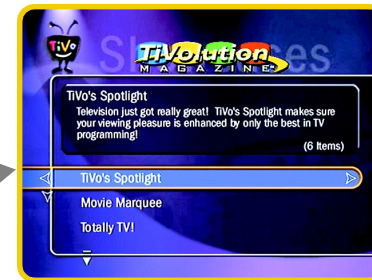 TiVo
Showcases
TiVolution
MAGAZINE
TiVo's Spotlight
Television just got really great! TiVo's Spotlight makes sure
your viewing pleasure is enhanced by only the best in TV
programming!
(6 Items)
TiVo's Spotlight
Movie Marquee
Totally TV!